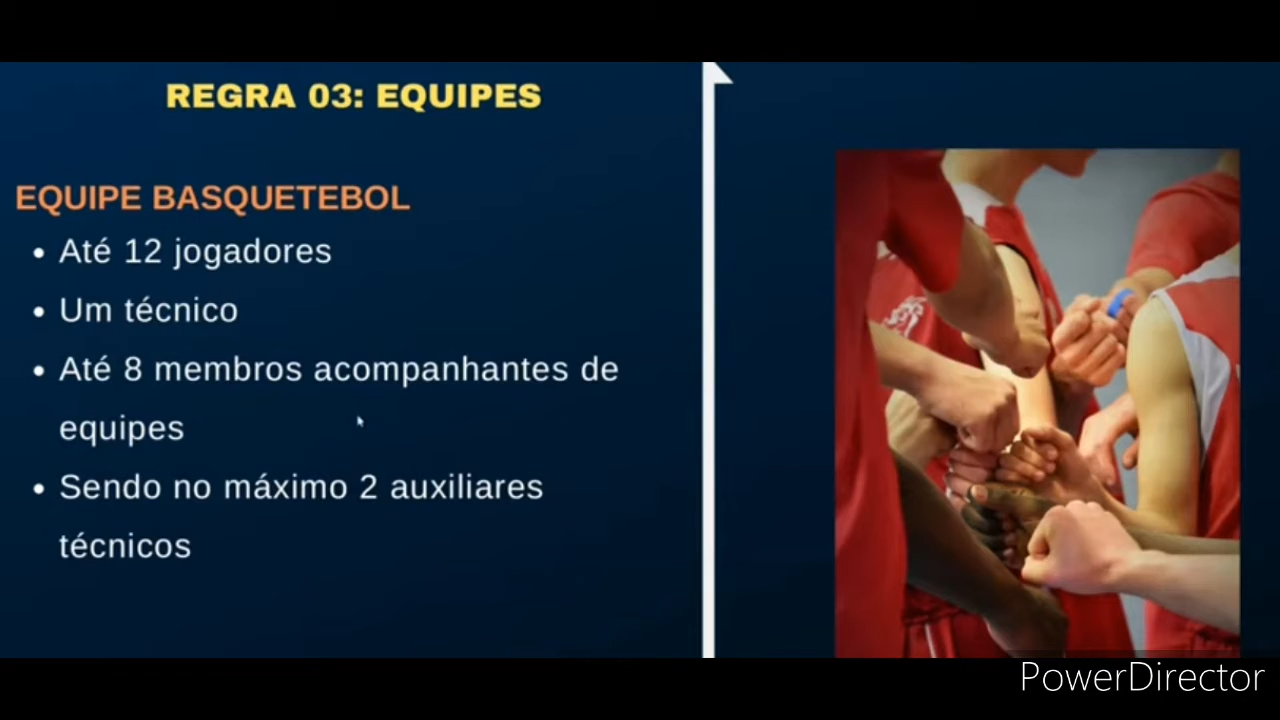 REGRA 03: EQUIPES
EQUIPE BASQUETEBOL
• Até 12 jogadores
• Um técnico
• Até 8 membros acompanhantes de
equipes
• Sendo no máximo 2 auxiliares
técnicos
PowerDirector